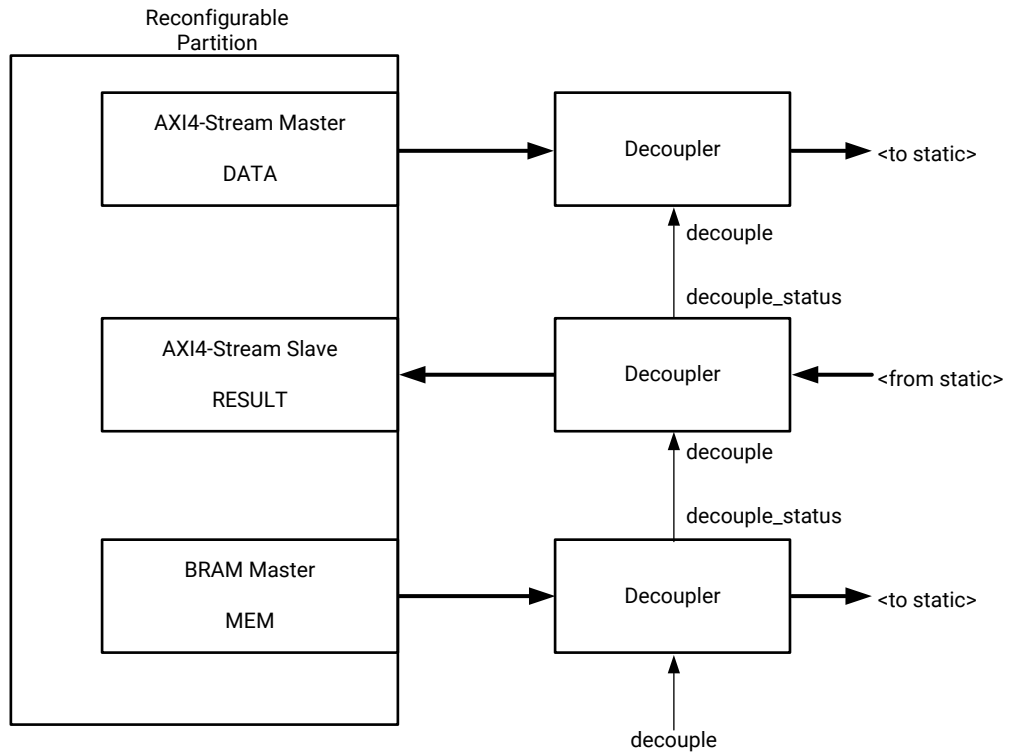 Reconfigurable
Partition
AXI4-Stream Master
DATA
Decoupler
<to static>
decouple
decouple_status
AXI4-Stream Slave
RESULT
Decoupler
<from static>
decouple
decouple_status
BRAM Master
MEM
Decoupler
<to static>
decouple